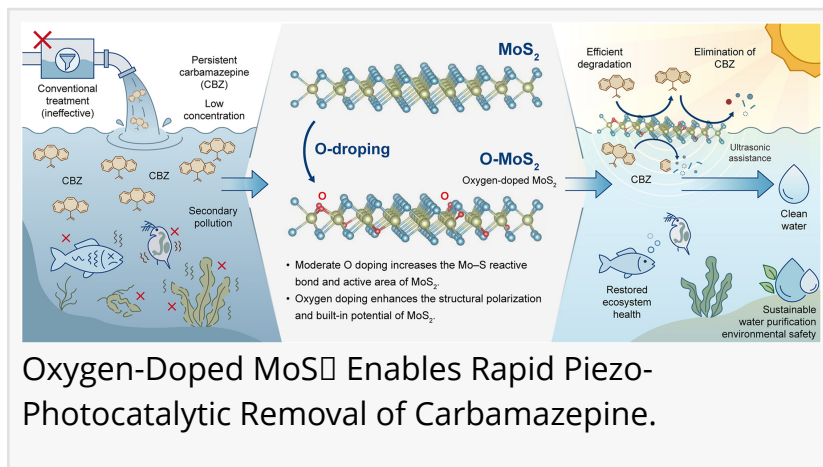 Conventional
treatment
(ineffective)
Persistent
carbamazepine
(CBZ)
Low
concentration
CBZ
CBZ
CBZ
Secondary
pollution
MoS₂
O-droping
O-MoS₂
Oxygen-doped MoS₂
O
O
• Moderate O doping increases the Mo–S reactive
bond and active area of MoS₂.
• Oxygen doping enhances the structural polarization
and built-in potential of MoS₂.
Efficient
degradation
Elimination of
CBZ
Ultrasonic
assistance
CBZ
Clean
water
Restored
ecosystem
health
Sustainable
water purification
environmental safety
Oxygen-Doped MoS▯ Enables Rapid Piezo-
Photocatalytic Removal of Carbamazepine.